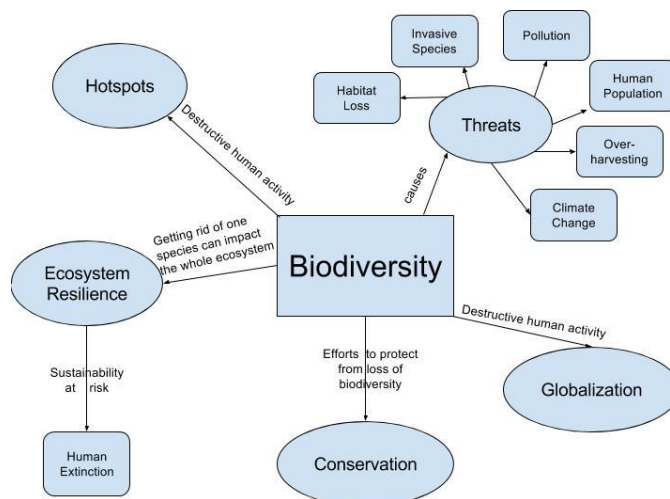 Hotspots
Invasive
Species
Pollution
Habitat
Loss
Human
Population
Threats
Over-
harvesting
Climate
Change
Destructive human activity
causes
Getting rid of one
species can impact
the whole ecosystem
Biodiversity
Ecosystem
Resilience
Destructive human activity
Sustainability
at risk
Efforts to protect
from loss of
biodiversity
Globalization
Human
Extinction
Conservation